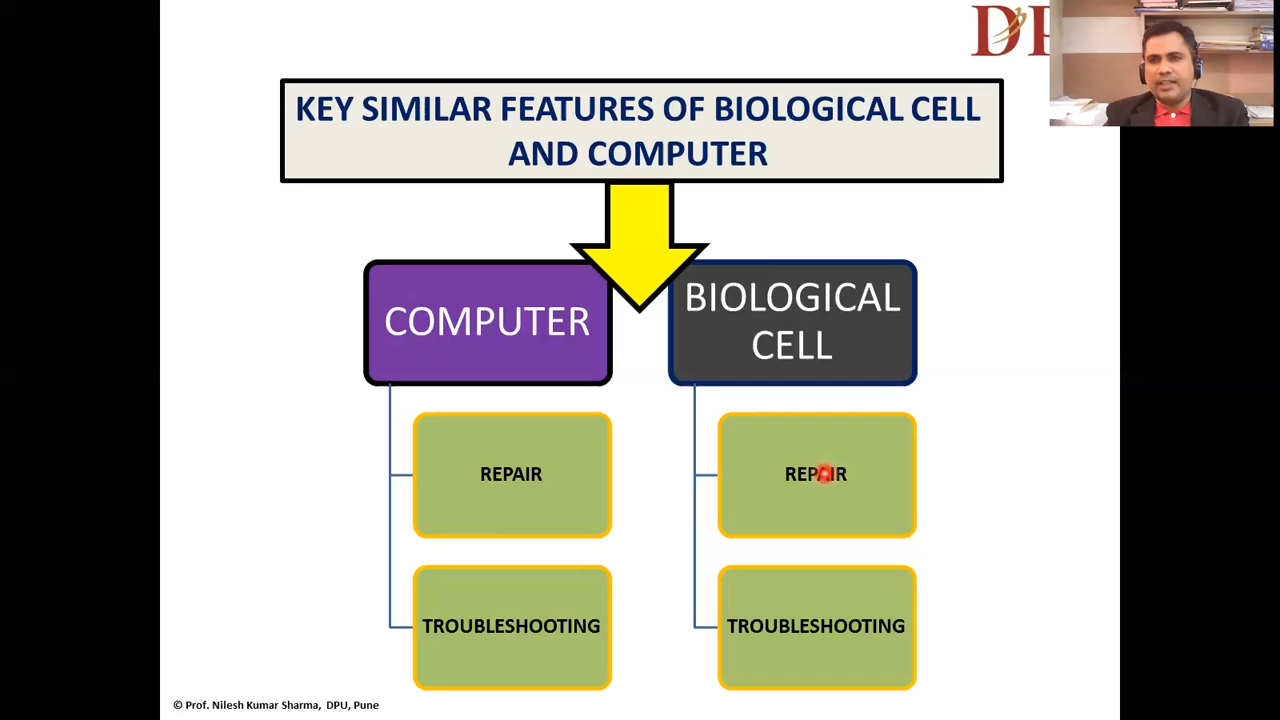 KEY SIMILAR FEATURES OF BIOLOGICAL CELL
AND COMPUTER
COMPUTER
BIOLOGICAL
CELL
REPAIR
REPAIR
TROUBLESHOOTING
TROUBLESHOOTING
© Prof. Nilesh Kumar Sharma, DPU, Pune